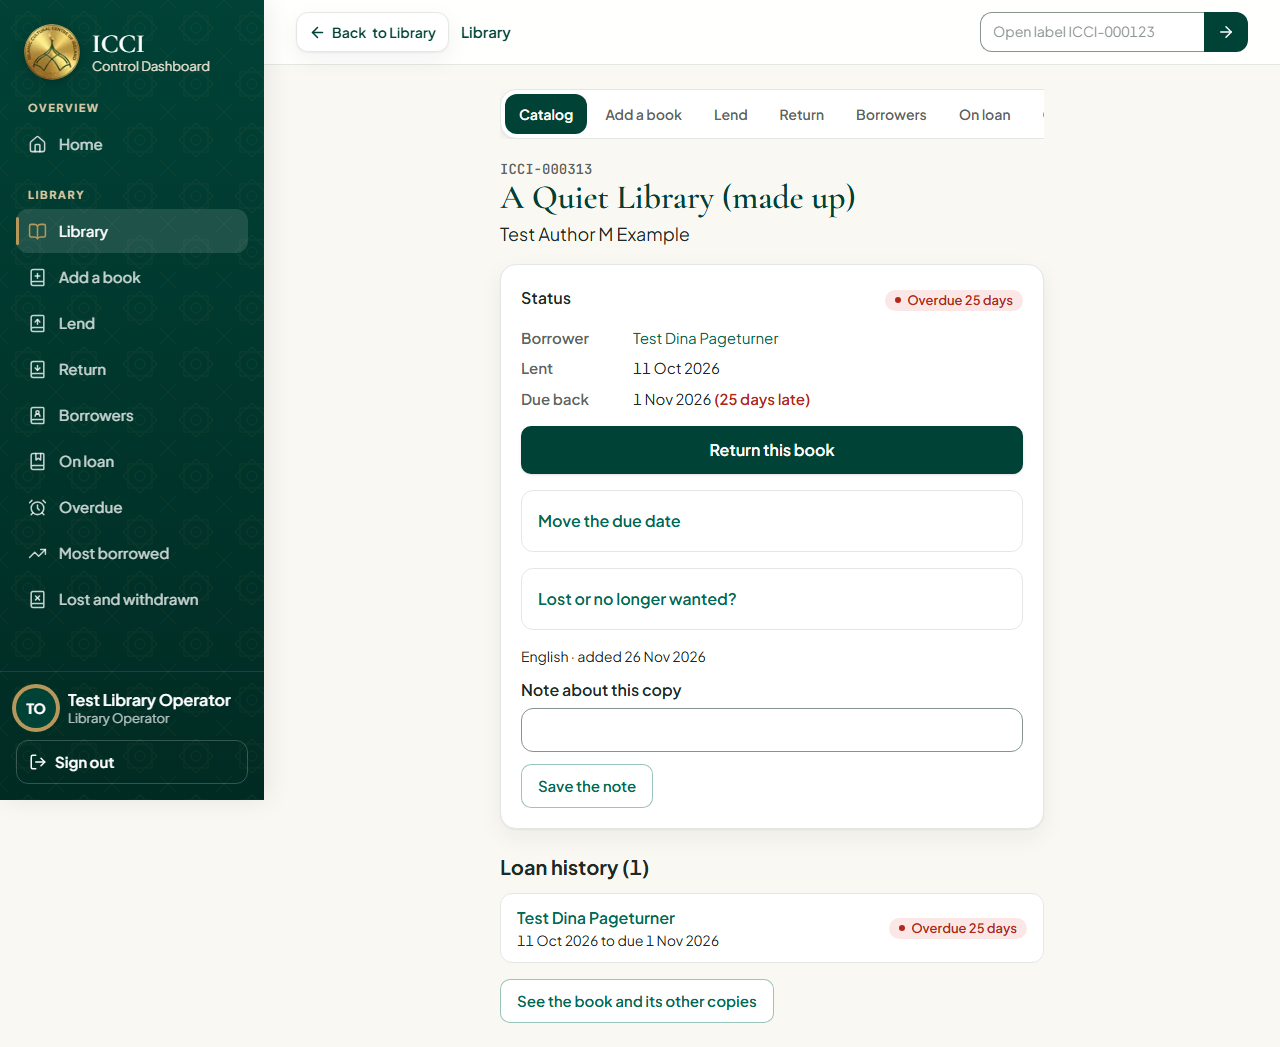 ICCI
Control Dashboard
OVERVIEW
Home
LIBRARY
Library
Add a book
Lend
Return
Borrowers
On loan
Overdue
Most borrowed
Lost and withdrawn
TO
Test Library Operator
Library Operator
Sign out
Back to Library
Library
Open label ICCI-000123
Catalog
Add a book
Lend
Return
Borrowers
On loan
ICCI-000313
A Quiet Library (made up)
Test Author M Example
Status
Overdue 25 days
Borrower
Test Dina Pageturner
Lent
11 Oct 2026
Due back
1 Nov 2026 (25 days late)
Return this book
Move the due date
Lost or no longer wanted?
English · added 26 Nov 2026
Note about this copy
Save the note
Loan history (1)
Test Dina Pageturner
11 Oct 2026 to due 1 Nov 2026
Overdue 25 days
See the book and its other copies